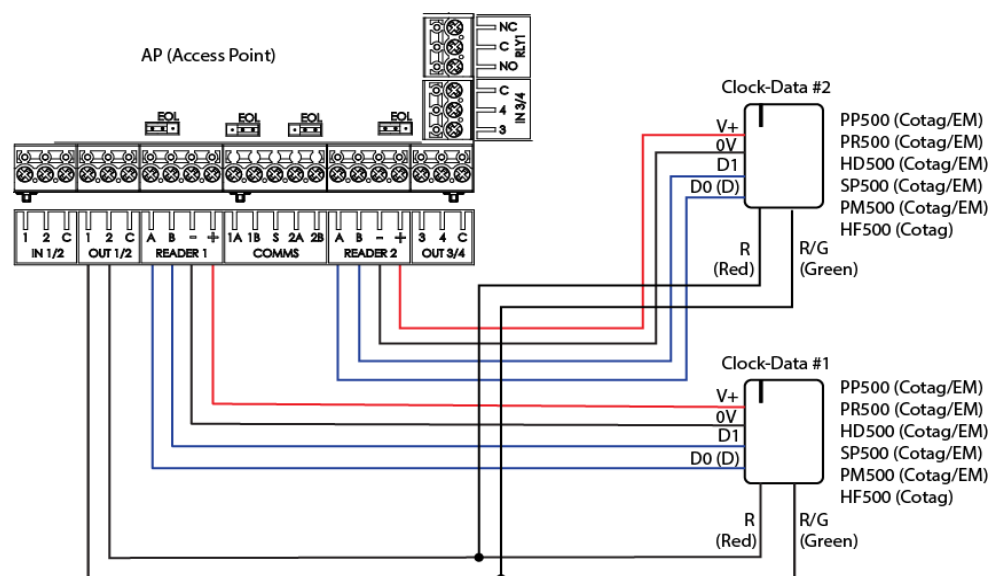 NC
C
NO
RLY1
AP (Access Point)
C
4
3
IN 3/4
EOL
EOL
EOL
EOL
Clock-Data #2
V+
0V
D1
D0 (D)
PP500 (Cotag/EM)
PR500 (Cotag/EM)
HD500 (Cotag/EM)
SP500 (Cotag/EM)
PM500 (Cotag/EM)
HF500 (Cotag)
1 2 C
IN 1/2
1 2 C
OUT 1/2
A B - +
READER 1
1A 1B S 2A 2B
COMMS
A B - +
READER 2
3 4 C
OUT 3/4
R
(Red)
R/G
(Green)
Clock-Data #1
V+
0V
D1
D0 (D)
PP500 (Cotag/EM)
PR500 (Cotag/EM)
HD500 (Cotag/EM)
SP500 (Cotag/EM)
PM500 (Cotag/EM)
HF500 (Cotag)
R
(Red)
R/G
(Green)